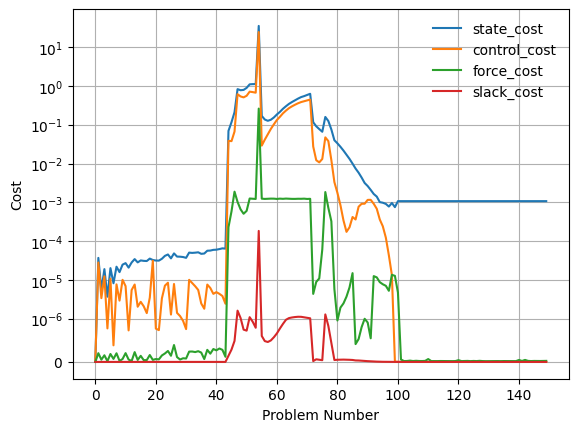 state_cost
control_cost
force_cost
slack_cost
Cost
10¹
10⁰
10⁻¹
10⁻²
10⁻³
10⁻⁴
10⁻⁵
10⁻⁶
0
0 20 40 60 80 100 120 140
Problem Number